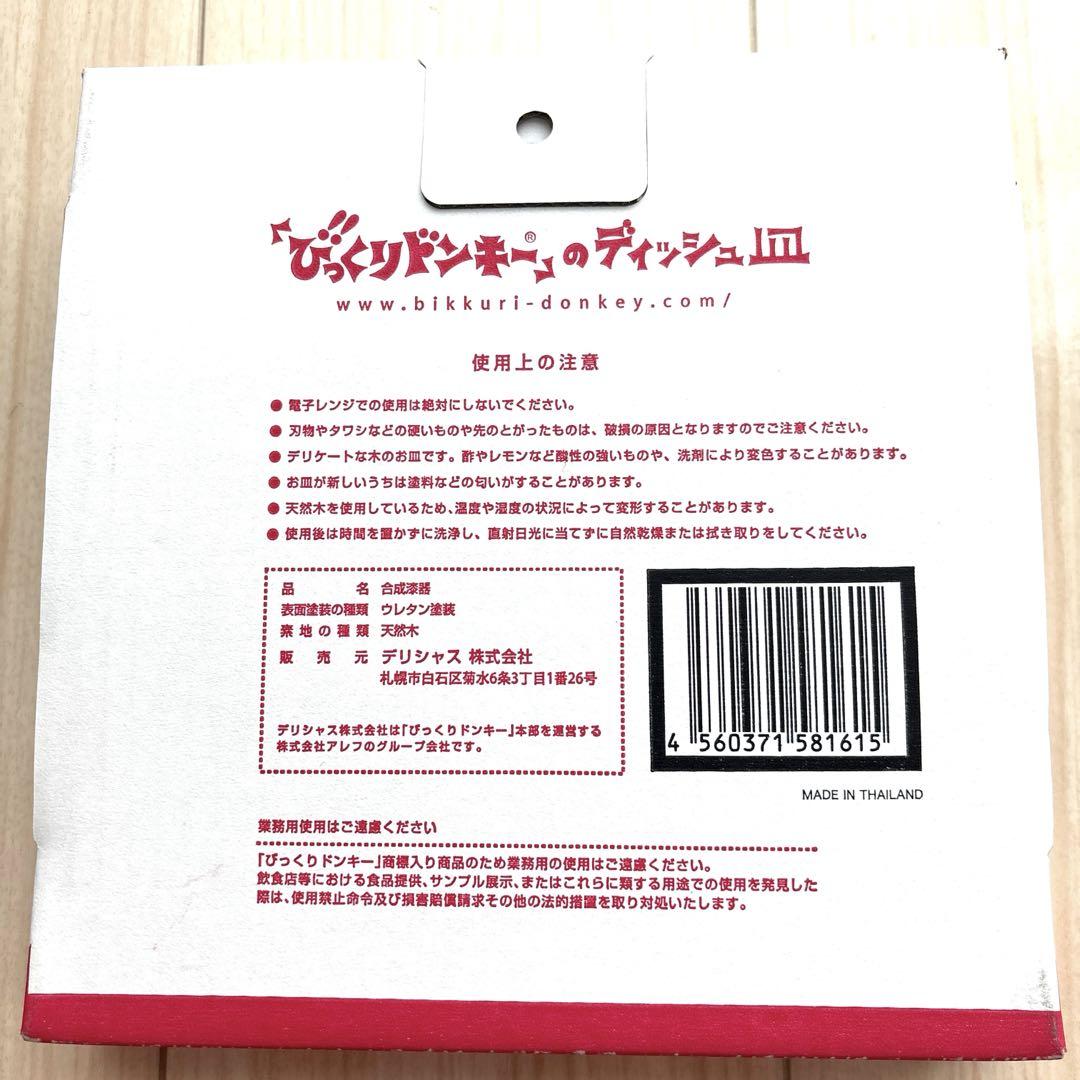 「びっくりドンキー®」のディッシュ皿
www.bikkuri-donkey.com/
使用上の注意
● 電子レンジでの使用は絶対にしないでください。
● 刃物やタワシなどの硬いものや先のとがったものは、破損の原因となりますのでご注意ください。
● デリケートな木のお皿です。酢やレモンなど酸性の強いものや、洗剤により変色することがあります。
● お皿が新しいうちは塗料などの匂いがすることがあります。
● 天然木を使用しているため、温度や湿度の状況によって変形することがあります。
● 使用後は時間を置かずに洗浄し、直射日光に当てずに自然乾燥または拭き取りをしてください。
品名 合成漆器
表面塗装の種類 ウレタン塗装
素地の種類 天然木
販売元 デリシャス 株式会社
札幌市白石区菊水6条3丁目1番26号
デリシャス株式会社は「びっくりドンキー」本部を運営する
株式会社アレフのグループ会社です。
4 560371 581615
MADE IN THAILAND
業務用使用はご遠慮ください
「びっくりドンキー」商標入り商品のため業務用の使用はご遠慮ください。
飲食店等における食品提供、サンプル展示、またはこれらに類する用途での使用を発見した
際は、使用禁止命令及び損害賠償請求その他の法的措置を取り対処いたします。